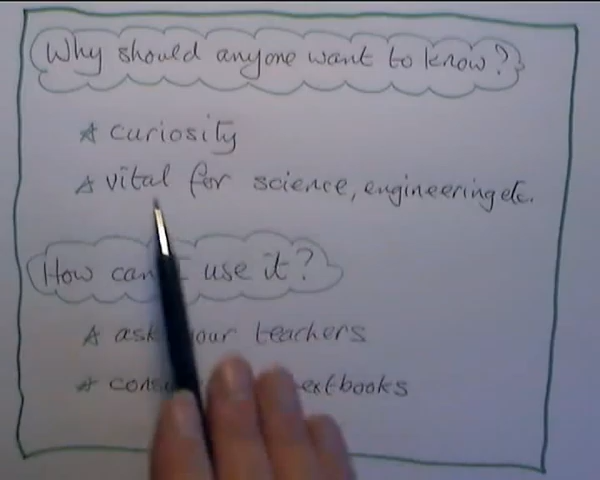 Why should anyone want to know?
curiosity
vital for science, engineering etc.
How can I use it?
ask your teachers
textbooks